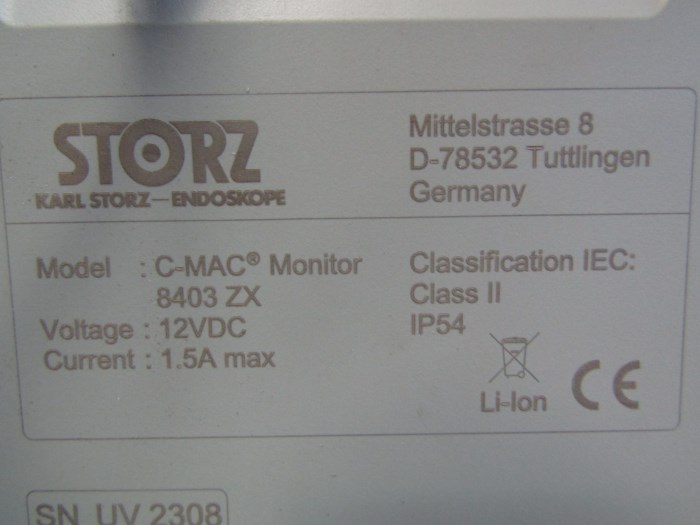 STORZ
KARL STORZ—ENDOSKOPE
Mittelstrasse 8
D-78532 Tuttlingen
Germany
Model : C-MAC® Monitor
8403 ZX
Voltage : 12VDC
Current : 1.5A max
Classification IEC:
Class II
IP54
Li-Ion
CE
SN UV 2308